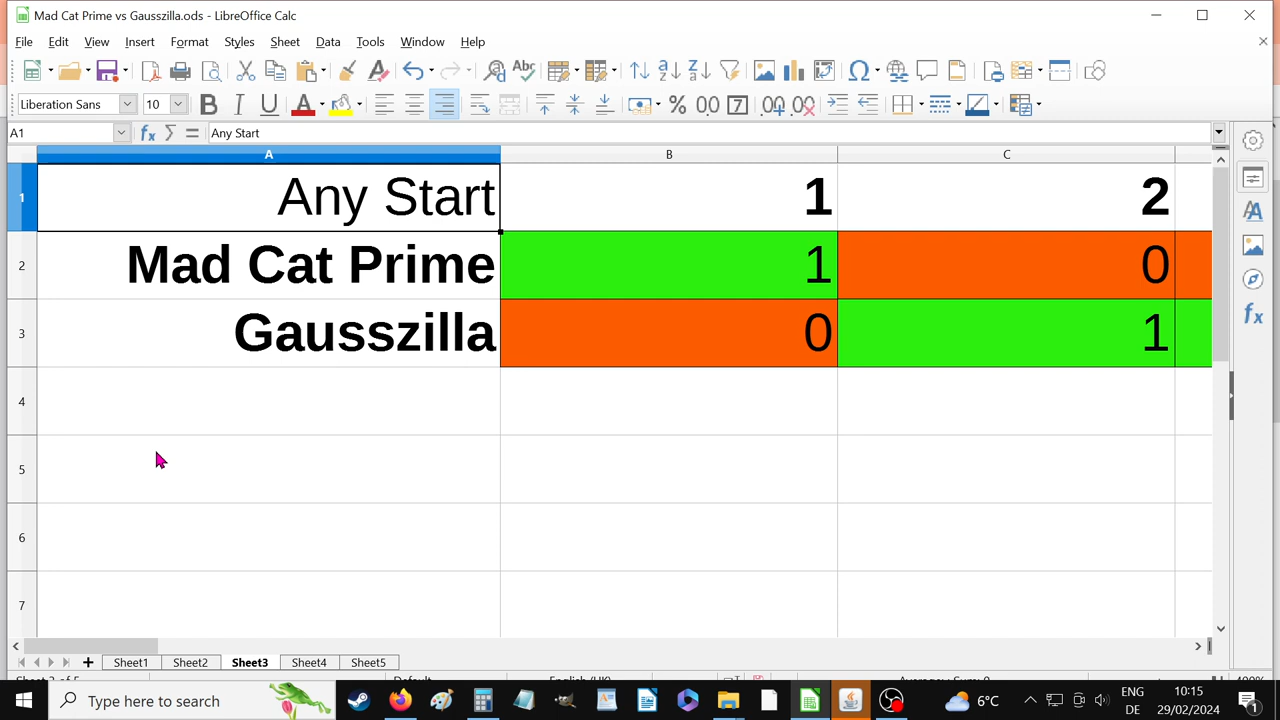 Mad Cat Prime vs Gausszilla.ods - LibreOffice Calc
File Edit View Insert Format Styles Sheet Data Tools Window Help
Liberation Sans 10
A1 Any Start
A B C
1 Any Start 1 2
2 Mad Cat Prime 1 0
3 Gausszilla 0 1
4
5
6
7
Sheet1 Sheet2 Sheet3 Sheet4 Sheet5
Type here to search 6°C ENG 10:15
DE 29/02/2024 1